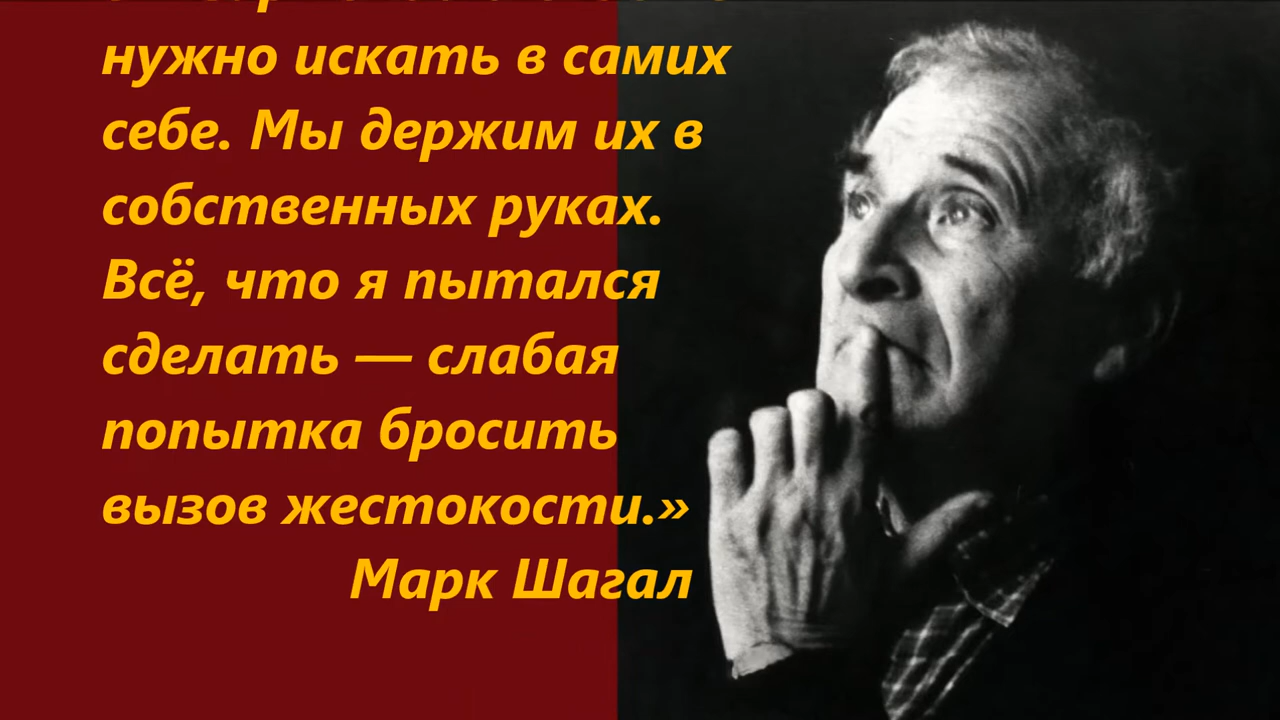 нужно искать в самих
себе. Мы держим их в
собственных руках.
Всё, что я пытался
сделать — слабая
попытка бросить
вызов жестокости.»
Марк Шагал